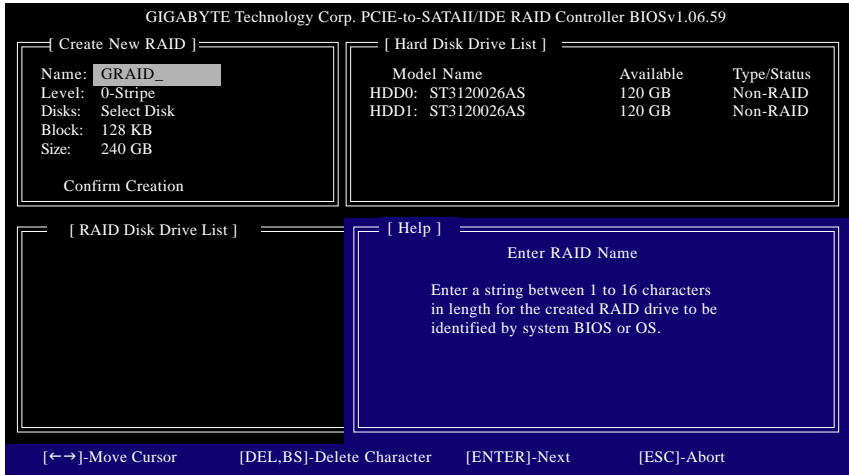 GIGABYTE Technology Corp. PCIE-to-SATAII/IDE RAID Controller BIOSv1.06.59
[ Create New RAID ]
Name: GRAID_
Level: 0-Stripe
Disks: Select Disk
Block: 128 KB
Size: 240 GB
Confirm Creation
[ Hard Disk Drive List ]
Model Name Available Type/Status
HDD0: ST3120026AS 120 GB Non-RAID
HDD1: ST3120026AS 120 GB Non-RAID
[ RAID Disk Drive List ]
[ Help ]
Enter RAID Name
Enter a string between 1 to 16 characters
in length for the created RAID drive to be
identified by system BIOS or OS.
[←→]-Move Cursor [DEL,BS]-Delete Character [ENTER]-Next [ESC]-Abort